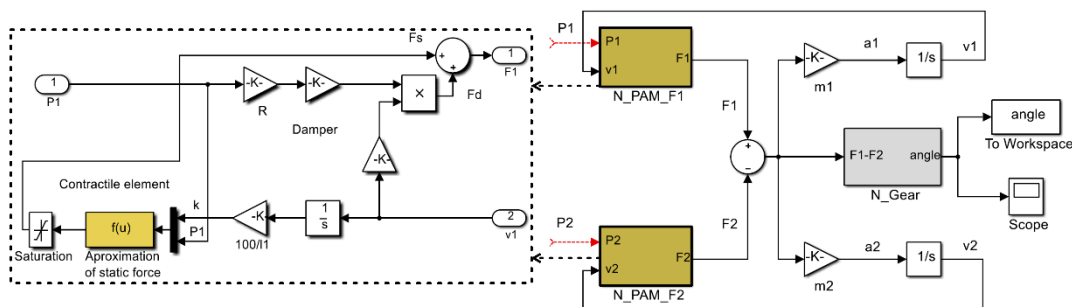 Fs
1
P1
-K-
R
-K-
Damper
×
+
+
1
F1
Fd
-K-
Contractile element
k
P1
Saturation
f(u)
Aproximation
of static force
-K
100/l1
1
s
2
v1
P1
P1
v1
F1
N_PAM_F1
F1
+
−
F2
P2
P2
v2
F2
N_PAM_F2
-K-
m1
a1
1/s
v1
F1-F2
angle
N_Gear
angle
To Workspace
Scope
-K-
m2
a2
1/s
v2